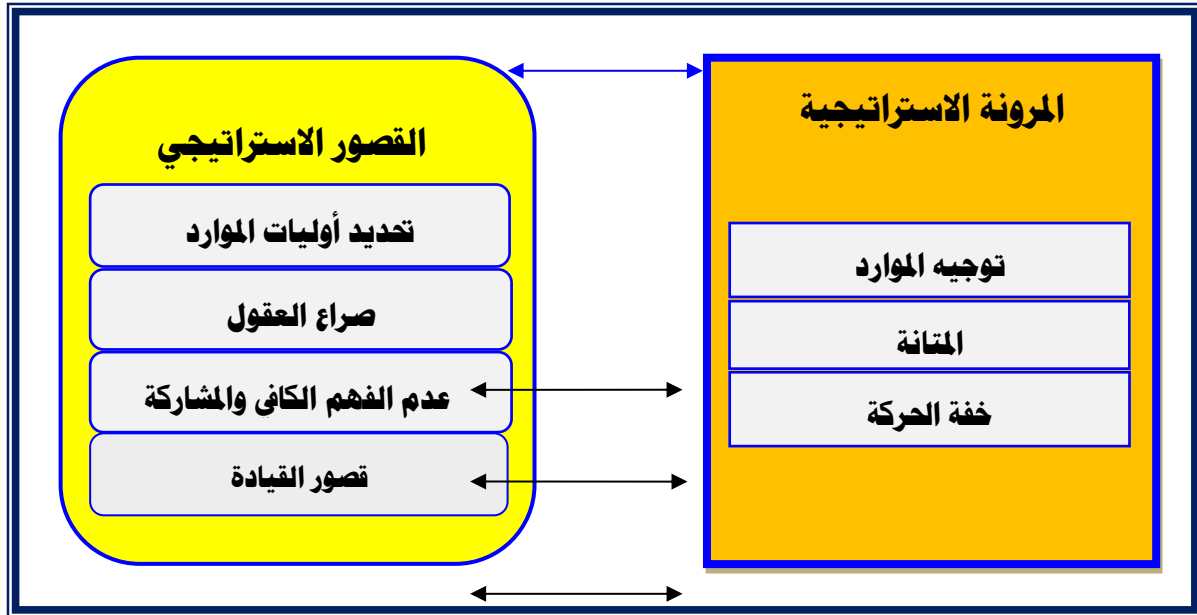 المرونة الاستراتيجية
توجيه الموارد
المتانة
خفة الحركة
القصور الاستراتيجي
تحديد أوليات الموارد
صراع العقول
عدم الفهم الكافي والمشاركة
قصور القيادة